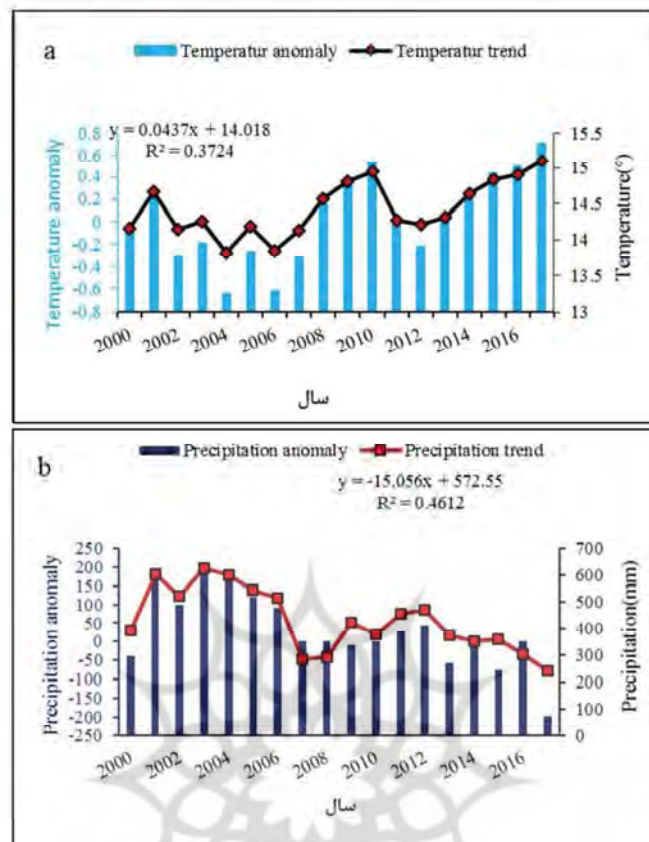 a
Temperatur anomaly Temperatur trend
y = 0.0437x + 14.018
R² = 0.3724
Temperature anomaly
0.8
0.6
0.4
0.2
0
-0.2
-0.4
-0.6
-0.8
15.5
15
14.5
14
13.5
13
Temperature(°)
2000 2002 2004 2006 2008 2010 2012 2014 2016
سال
b
Precipitation anomaly Precipitation trend
y = -15.056x + 572.55
R² = 0.4612
Precipitation anomaly
250
200
150
100
50
0
-50
-100
-150
-200
-250
700
600
500
400
300
200
100
0
Precipitation(mm)
2000 2002 2004 2006 2008 2010 2012 2014 2016
سال